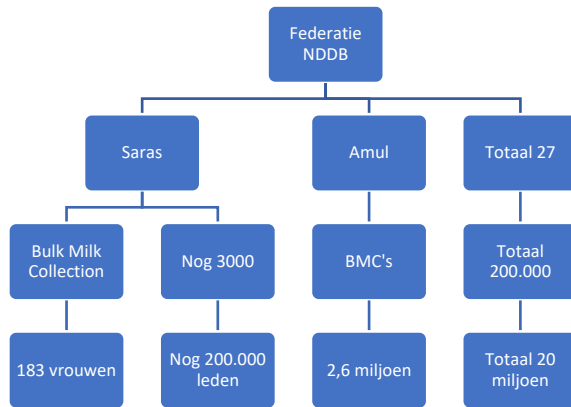 Federatie
NDDB
Saras
Amul
Totaal 27
Bulk Milk
Collection
Nog 3000
BMC's
Totaal
200.000
183 vrouwen
Nog 200.000
leden
2,6 miljoen
Totaal 20
miljoen